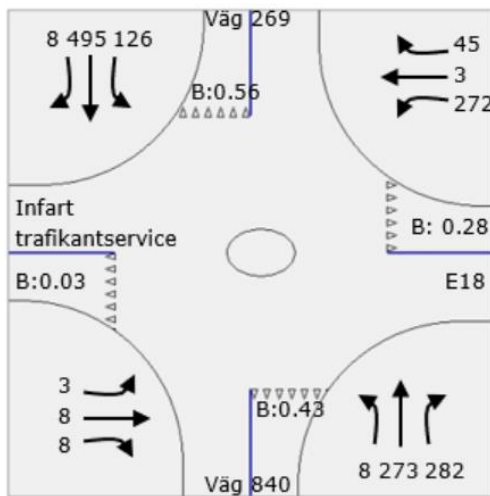 Väg 269
8 495 126
B:0.56
45
3
272
Infart
trafikantservice
B:0.03
B: 0.28
E18
3
8
8
B:0.43
8 273 282
Väg 840